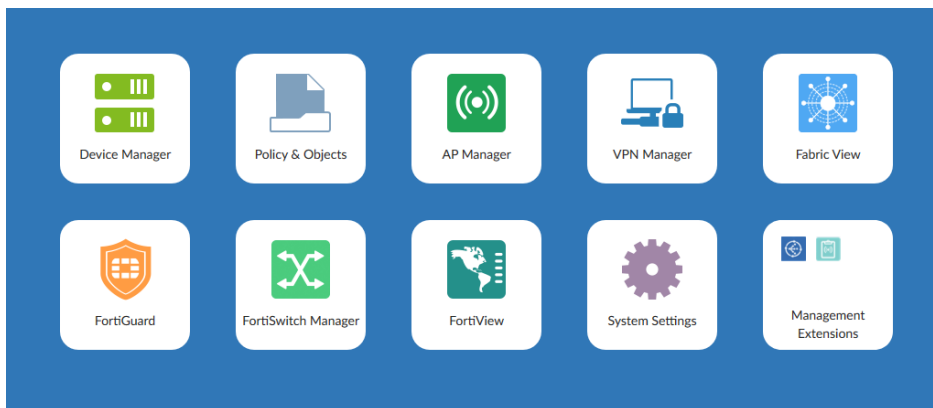 Device Manager
Policy & Objects
AP Manager
VPN Manager
Fabric View
FortiGuard
FortiSwitch Manager
FortiView
System Settings
Management
Extensions